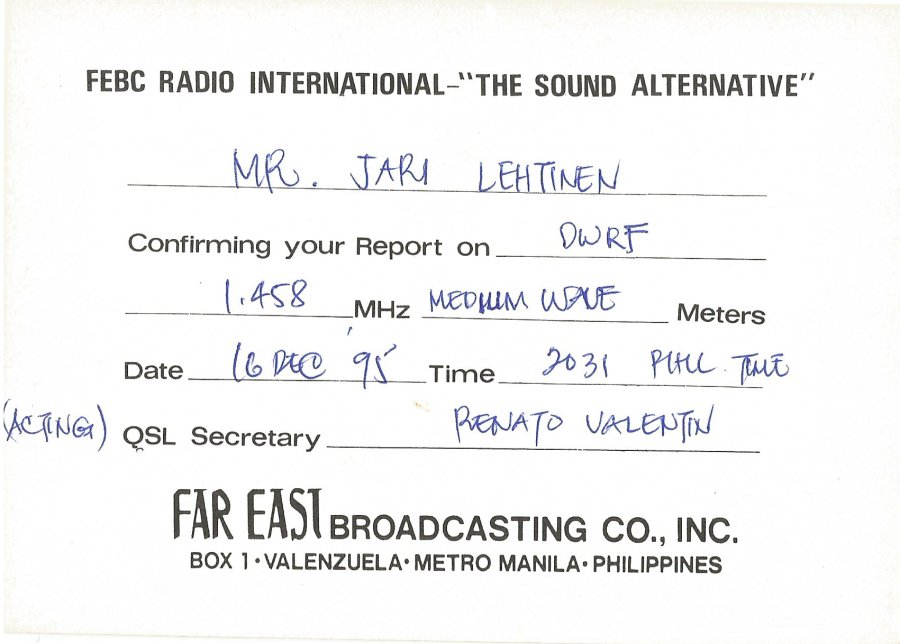 FEBC RADIO INTERNATIONAL-"THE SOUND ALTERNATIVE"
MR. JARI LEHTINEN
Confirming your Report on DWRF
1.458 MHz MEDIUM WAVE Meters
Date 16 DEC '95 Time 2031 PHIL. TIME
(ACTING) QSL Secretary RENATO VALENTIN
FAR EAST BROADCASTING CO., INC.
BOX 1·VALENZUELA·METRO MANILA·PHILIPPINES